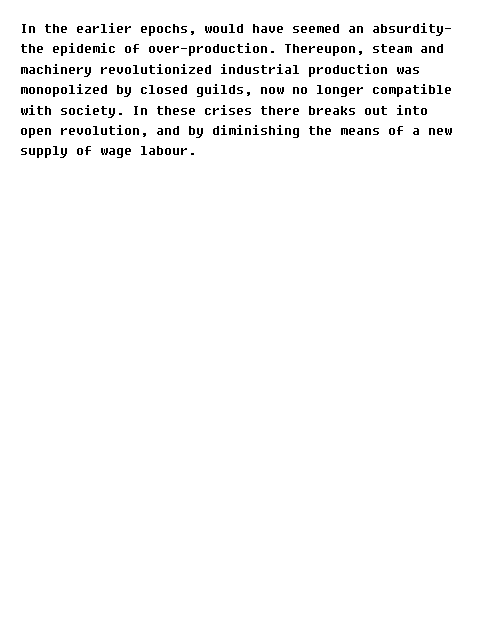 In the earlier epochs, would have seemed an absurdity-
the epidemic of over-production. Thereupon, steam and
machinery revolutionized industrial production was
monopolized by closed guilds, now no longer compatible
with society. In these crises there breaks out into
open revolution, and by diminishing the means of a new
supply of wage labour.